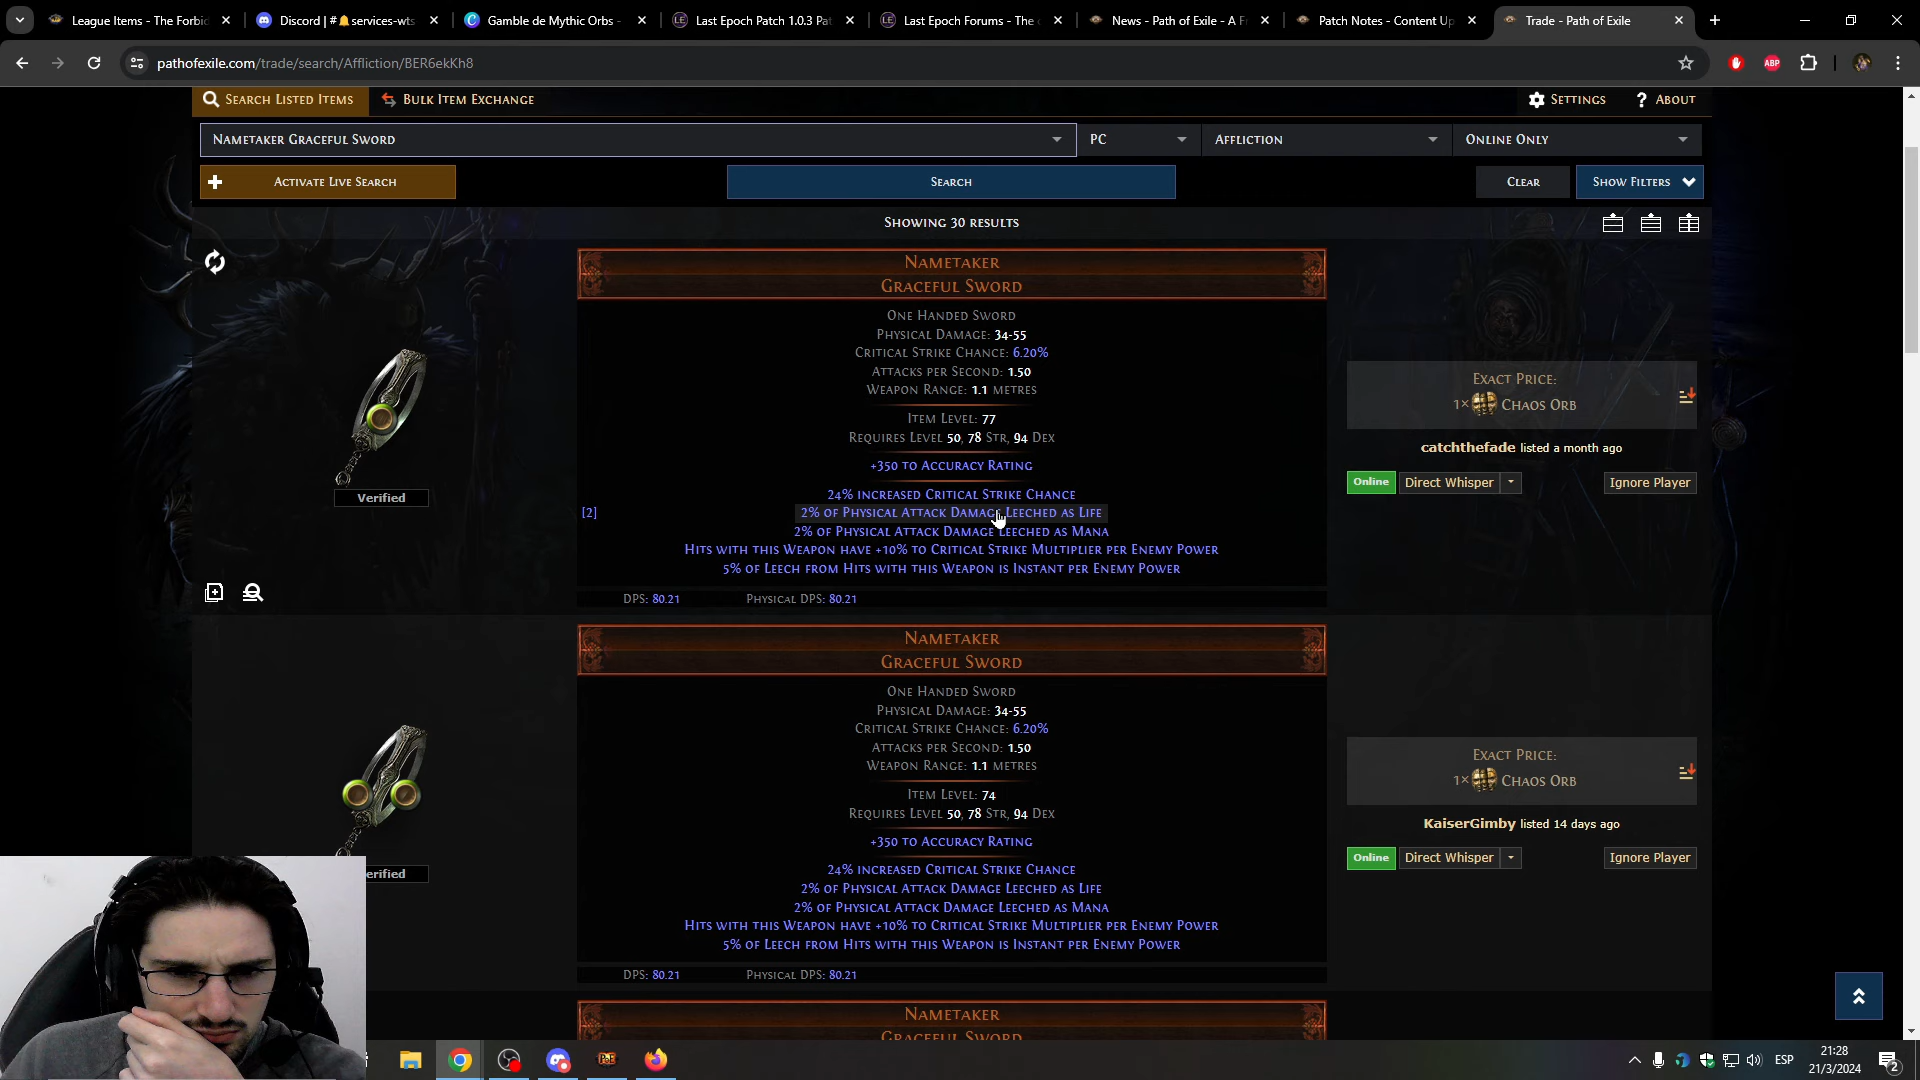 League Items - The Forbid
Discord | #🔔services-wts
Gamble de Mythic Orbs -
Last Epoch Patch 1.0.3 Pat
Last Epoch Forums - The
News - Path of Exile - A F
Patch Notes - Content Up
Trade - Path of Exile
pathofexile.com/trade/search/Affliction/BER6ekKh8
ABP
Search Listed Items
Bulk Item Exchange
Settings
? About
Nametaker Graceful Sword
PC
Affliction
Online Only
Activate Live Search
Search
Clear
Show Filters
Showing 30 results
Nametaker
Graceful Sword
One Handed Sword
Physical Damage: 34-55
Critical Strike Chance: 6.20%
Attacks per Second: 1.50
Weapon Range: 1.1 metres
Item Level: 77
Requires Level 50, 78 Str, 94 Dex
+350 to Accuracy Rating
24% increased Critical Strike Chance
[2]
2% of Physical Attack Damage Leeched as Life
2% of Physical Attack Damage Leeched as Mana
Hits with this Weapon have +10% to Critical Strike Multiplier per Enemy Power
5% of Leech from Hits with this Weapon is Instant per Enemy Power
DPS: 80.21
Physical DPS: 80.21
Verified
Exact Price:
1× Chaos Orb
catchthefade listed a month ago
Online
Direct Whisper
Ignore Player
Nametaker
Graceful Sword
One Handed Sword
Physical Damage: 34-55
Critical Strike Chance: 6.20%
Attacks per Second: 1.50
Weapon Range: 1.1 metres
Item Level: 74
Requires Level 50, 78 Str, 94 Dex
+350 to Accuracy Rating
24% increased Critical Strike Chance
2% of Physical Attack Damage Leeched as Life
2% of Physical Attack Damage Leeched as Mana
Hits with this Weapon have +10% to Critical Strike Multiplier per Enemy Power
5% of Leech from Hits with this Weapon is Instant per Enemy Power
DPS: 80.21
Physical DPS: 80.21
erified
Exact Price:
1× Chaos Orb
KaiserGimby listed 14 days ago
Online
Direct Whisper
Ignore Player
Nametaker
Graceful Sword
PoE
ESP
21:28
21/3/2024
2